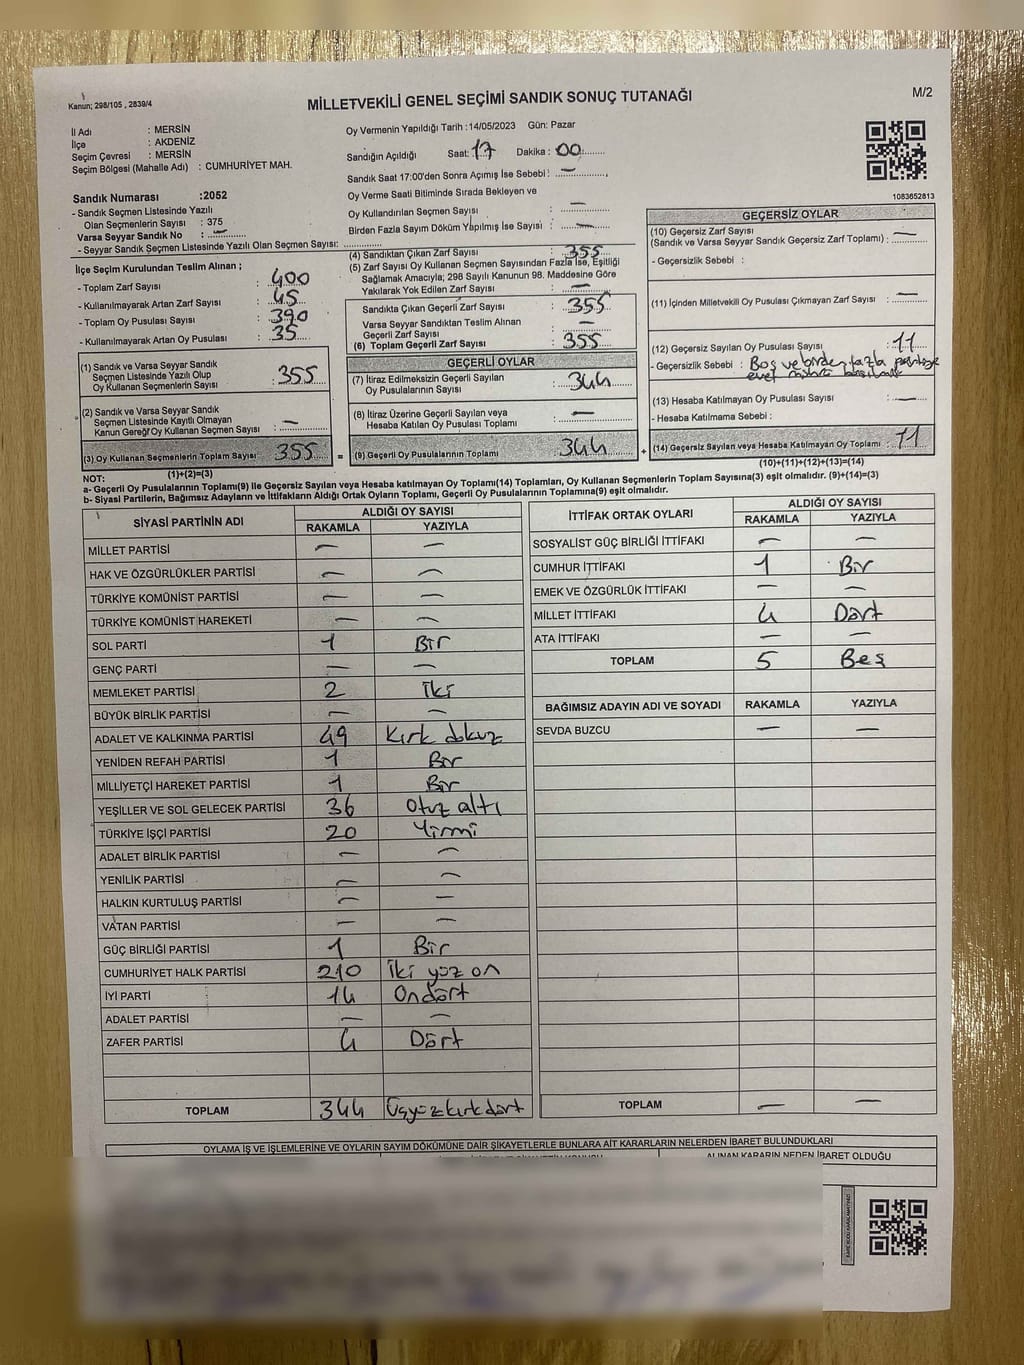 Kanun; 298/105 , 2839/4
MİLLETVEKİLİ GENEL SEÇİMİ SANDIK SONUÇ TUTANAĞI
M/2
İl Adı : MERSİN
İlçe : AKDENİZ
Seçim Çevresi : MERSİN
Seçim Bölgesi (Mahalle Adı) : CUMHURİYET MAH.
Oy Vermenin Yapıldığı Tarih :14/05/2023 Gün: Pazar
Sandığın Açıldığı Saat: 17 Dakika : 00
Sandık Saat 17:00'den Sonra Açılmış İse Sebebi : —
Oy Verme Saati Bitiminde Sırada Bekleyen ve
Oy Kullandırılan Seçmen Sayısı : —
Birden Fazla Sayım Döküm Yapılmış İse Sayısı : —
1083652813
Sandık Numarası :2052
- Sandık Seçmen Listesinde Yazılı
Olan Seçmenlerin Sayısı : 375
Varsa Seyyar Sandık No : —
- Seyyar Sandık Seçmen Listesinde Yazılı Olan Seçmen Sayısı:
İlçe Seçim Kurulundan Teslim Alınan ;
- Toplam Zarf Sayısı : 400
- Kullanılmayarak Artan Zarf Sayısı : 45
- Toplam Oy Pusulası Sayısı : 390
- Kullanılmayarak Artan Oy Pusulası : 35
(1) Sandık ve Varsa Seyyar Sandık
Seçmen Listesinde Yazılı Olup
Oy Kullanan Seçmenlerin Sayısı : 355
(2) Sandık ve Varsa Seyyar Sandık
Seçmen Listesinde Kayıtlı Olmayan
Kanun Gereği Oy Kullanan Seçmen Sayısı : —
(3) Oy Kullanan Seçmenlerin Toplam Sayısı 355
(1)+(2)=(3)
(4) Sandıktan Çıkan Zarf Sayısı : 355
(5) Zarf Sayısı Oy Kullanan Seçmen Sayısından Fazla İse, Eşitliği
Sağlamak Amacıyla; 298 Sayılı Kanunun 98. Maddesine Göre
Yakılarak Yok Edilen Zarf Sayısı : —
Sandıkta Çıkan Geçerli Zarf Sayısı : 355
Varsa Seyyar Sandıktan Teslim Alınan
Geçerli Zarf Sayısı : —
(6) Toplam Geçerli Zarf Sayısı : 355
GEÇERLİ OYLAR
(7) İtiraz Edilmeksizin Geçerli Sayılan
Oy Pusulalarının Sayısı : 344
(8) İtiraz Üzerine Geçerli Sayılan veya
Hesaba Katılan Oy Pusulası Toplamı : —
= (9) Geçerli Oy Pusulalarının Toplamı 344 +
GEÇERSİZ OYLAR
(10) Geçersiz Zarf Sayısı
(Sandık ve Varsa Seyyar Sandık Geçersiz Zarf Toplamı) : —
- Geçersizlik Sebebi :
(11) İçinden Milletvekili Oy Pusulası Çıkmayan Zarf Sayısı : —
(12) Geçersiz Sayılan Oy Pusulası Sayısı : 11
- Geçersizlik Sebebi : Boş ve birden fazla partiye
evet
(13) Hesaba Katılmayan Oy Pusulası Sayısı : —
- Hesaba Katılmama Sebebi :
(14) Geçersiz Sayılan veya Hesaba Katılmayan Oy Toplamı : 11
(10)+(11)+(12)+(13)=(14)
NOT:
a- Geçerli Oy Pusulalarının Toplamı(9) ile Geçersiz Sayılan veya Hesaba katılmayan Oy Toplamı(14) Toplamları, Oy Kullanan Seçmenlerin Toplam Sayısına(3) eşit olmalıdır. (9)+(14)=(3)
b- Siyasi Partilerin, Bağımsız Adayların ve İttifakların Aldığı Ortak Oyların Toplamı, Geçerli Oy Pusulalarının Toplamına(9) eşit olmalıdır.
SİYASİ PARTİNİN ADI
ALDIĞI OY SAYISI
RAKAMLA YAZIYLA
MİLLET PARTİSİ — —
HAK VE ÖZGÜRLÜKLER PARTİSİ — —
TÜRKİYE KOMÜNİST PARTİSİ — —
TÜRKİYE KOMÜNİST HAREKETİ — —
SOL PARTİ 1 Bir
GENÇ PARTİ — —
MEMLEKET PARTİSİ 2 iki
BÜYÜK BİRLİK PARTİSİ — —
ADALET VE KALKINMA PARTİSİ 49 Kırk dokuz
YENİDEN REFAH PARTİSİ 1 Bir
MİLLİYETÇİ HAREKET PARTİSİ 1 Bir
YEŞİLLER VE SOL GELECEK PARTİSİ 36 Otuz altı
TÜRKİYE İŞÇİ PARTİSİ 20 Yirmi
ADALET BİRLİK PARTİSİ — —
YENİLİK PARTİSİ — —
HALKIN KURTULUŞ PARTİSİ — —
VATAN PARTİSİ — —
GÜÇ BİRLİĞİ PARTİSİ 1 Bir
CUMHURİYET HALK PARTİSİ 210 İki yüz on
İYİ PARTİ 14 Ondört
ADALET PARTİSİ — —
ZAFER PARTİSİ 4 Dört
TOPLAM 344 Üçyüzkırkdört
İTTİFAK ORTAK OYLARI
ALDIĞI OY SAYISI
RAKAMLA YAZIYLA
SOSYALİST GÜÇ BİRLİĞİ İTTİFAKI — —
CUMHUR İTTİFAKI 1 Bir
EMEK VE ÖZGÜRLÜK İTTİFAKI — —
MİLLET İTTİFAKI 4 Dört
ATA İTTİFAKI — —
TOPLAM 5 Beş
BAĞIMSIZ ADAYIN ADI VE SOYADI RAKAMLA YAZIYLA
SEVDA BUZCU — —
TOPLAM — —
OYLAMA İŞ VE İŞLEMLERİNE VE OYLARIN SAYIM DÖKÜMÜNE DAİR ŞİKAYETLERLE BUNLARA AİT KARARLARIN NELERDEN İBARET BULUNDUKLARI
ALINAN KARARIN NEDEN İBARET OLDUĞU